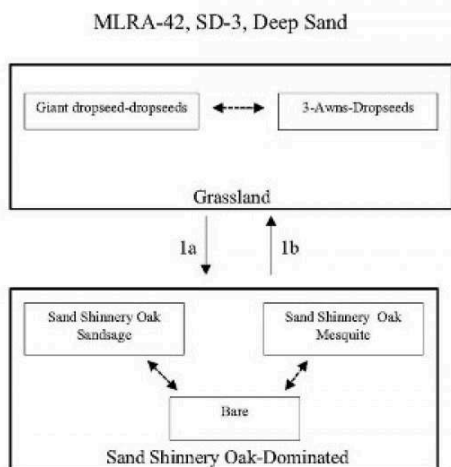 MLRA-42, SD-3, Deep Sand
Giant dropseed-dropseeds
3-Awns-Dropseeds
Grassland
1a
1b
Sand Shinnery Oak
Sandsage
Sand Shinnery Oak
Mesquite
Bare
Sand Shinnery Oak-Dominated